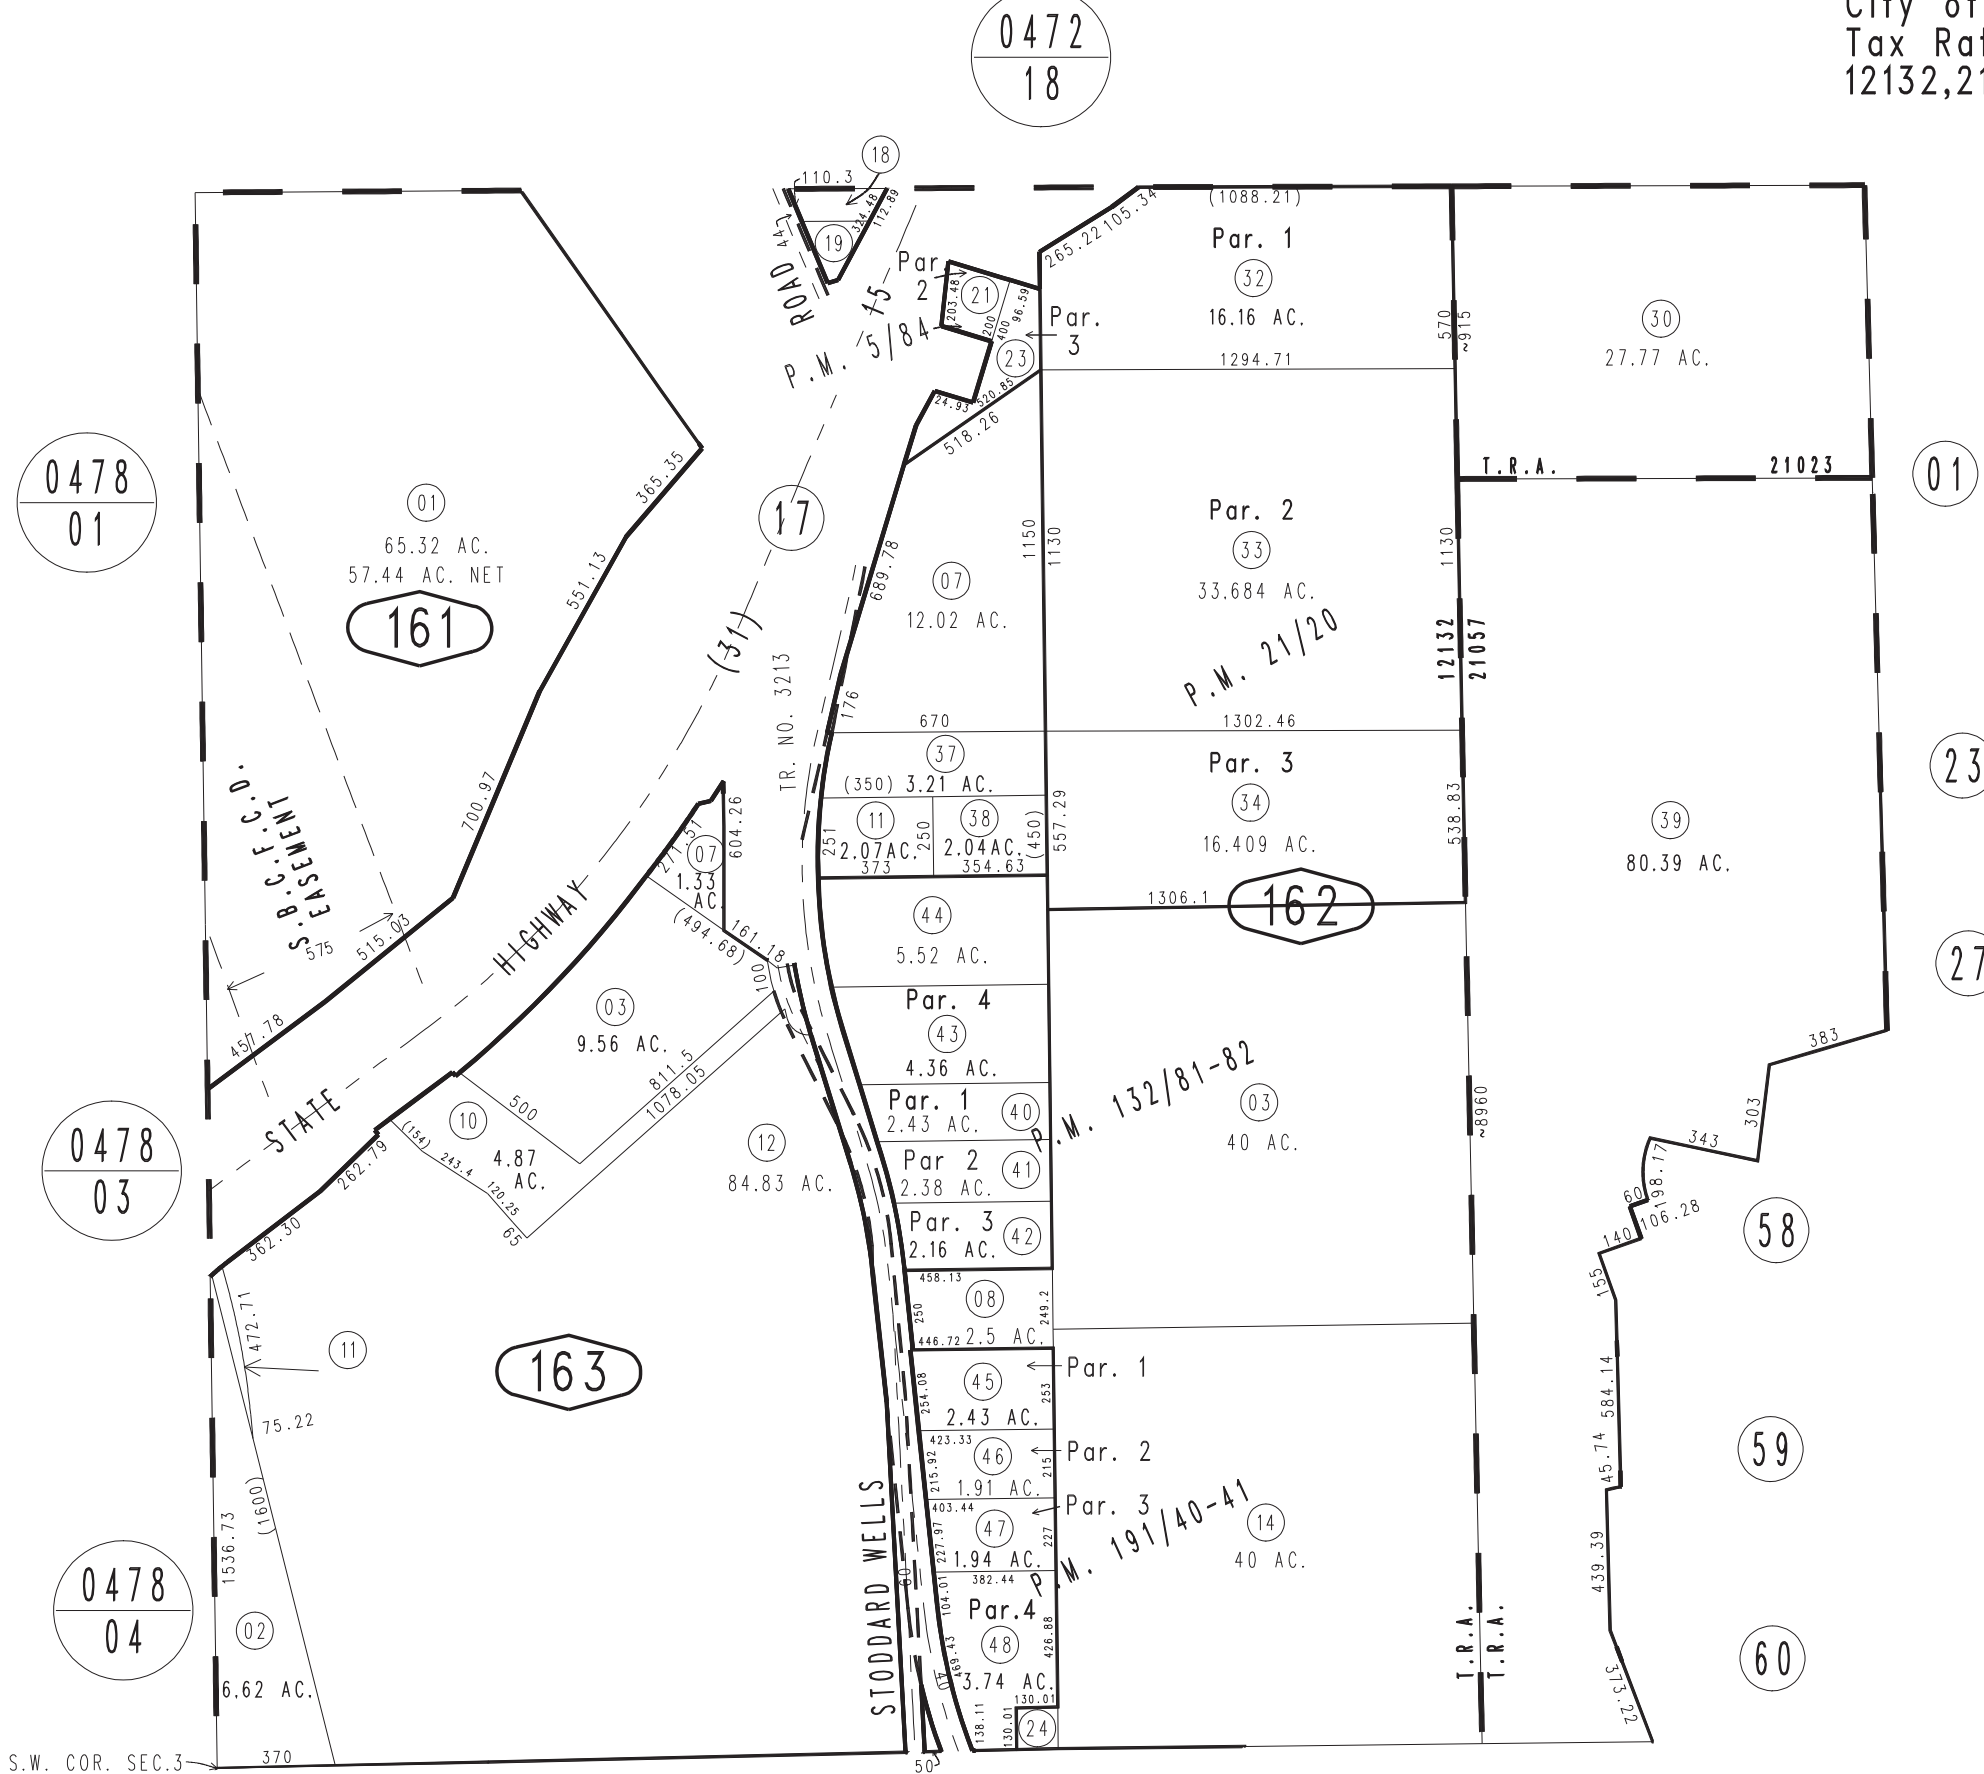 City of
Tax Rat
12132,21
0472
18
18
110.3
324.48
112.89
44.7
19
ROAD
15
Par.
2
203.48
21
96.59
200
400
P.M. 5/84
23
Par.
3
24.93
520.85
518.26
265.22
105.34
(1088.21)
Par. 1
32
16.16 AC.
1294.71
570
~915
30
27.77 AC.
T.R.A.
21023
01
0478
01
01
65.32 AC.
57.44 AC. NET
161
365.35
551.13
700.97
17
(31)
TR. NO. 3213
689.78
07
12.02 AC.
1150
1130
Par. 2
33
33.684 AC.
P.M. 21/20
1130
12132
21057
176
670
1302.46
37
(350)
3.21 AC.
Par. 3
34
16.409 AC.
538.83
557.29
251
11
2.07AC.
373
250
38
2.04AC.
354.63
(450)
23
39
80.39 AC.
S.B.C.F.C.D.
EASEMENT
575
515.03
457.78
STATE
HIGHWAY
271.51
07
1.33
AC.
604.26
(494.68)
161.18
100
44
5.52 AC.
1306.1
162
27
03
9.56 AC.
811.5
1078.05
500
Par. 4
43
4.36 AC.
383
303
343
198.17
60
106.28
140
155
0478
03
262.79
362.30
10
4.87
AC.
(154)
243.4
120.25
65
12
84.83 AC.
Par. 1
40
2.43 AC.
P.M. 132/81-82
03
40 AC.
~8960
Par 2
41
2.38 AC.
Par. 3
42
2.16 AC.
58
458.13
08
250
249.2
446.72
2.5 AC.
472.71
11
163
75.22
(1600)
1536.73
Par. 1
45
254.08
253
2.43 AC.
423.33
Par. 2
46
215.92
215
1.91 AC.
403.44
Par. 3
47
227.97
227
1.94 AC.
382.44
P.M. 191/40-41
14
40 AC.
584.14
45.74
59
439.39
0478
04
02
6.62 AC.
STODDARD WELLS
60
104.01
Par.4
48
426.88
469.43
40
3.74 AC.
130.01
138.11
130.01
24
T.R.A.
T.R.A.
60
373.22
S.W. COR. SEC.3
370
50